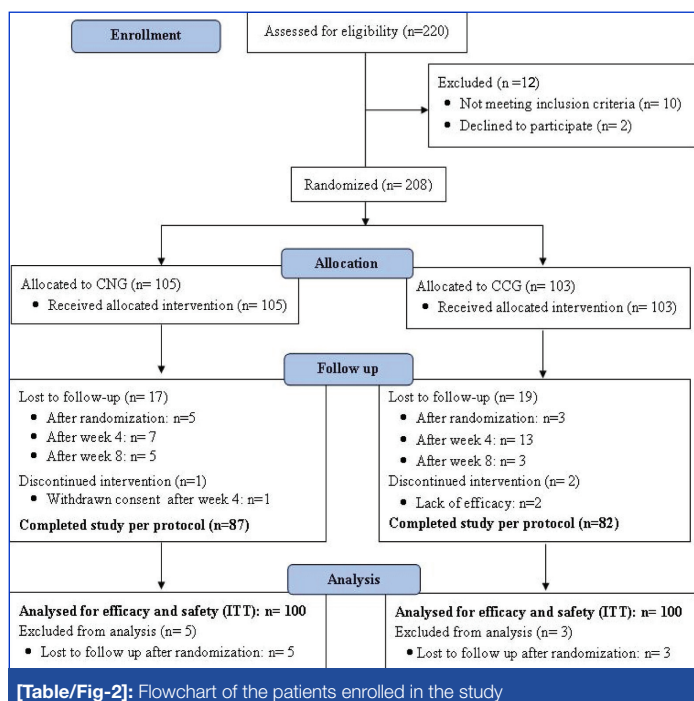 Enrollment
Assessed for eligibility (n=220)
Excluded (n =12)
• Not meeting inclusion criteria (n= 10)
• Declined to participate (n= 2)
Randomized (n= 208)
Allocation
Allocated to CNG (n= 105)
• Received allocated intervention (n= 105)
Allocated to CCG (n= 103)
• Received allocated intervention (n= 103)
Follow up
Lost to follow-up (n= 17)
• After randomization: n=5
• After week 4: n= 7
• After week 8: n= 5
Discontinued intervention (n=1)
• Withdrawn consent after week 4: n=1
Completed study per protocol (n=87)
Lost to follow-up (n= 19)
• After randomization: n=3
• After week 4: n= 13
• After week 8: n= 3
Discontinued intervention (n= 2)
• Lack of efficacy: n=2
Completed study per protocol (n=82)
Analysis
Analysed for efficacy and safety (ITT): n= 100
Excluded from analysis (n= 5)
• Lost to follow up after randomization: n= 5
Analysed for efficacy and safety (ITT): n= 100
Excluded from analysis (n= 3)
• Lost to follow up after randomization: n= 3
[Table/Fig-2]: Flowchart of the patients enrolled in the study